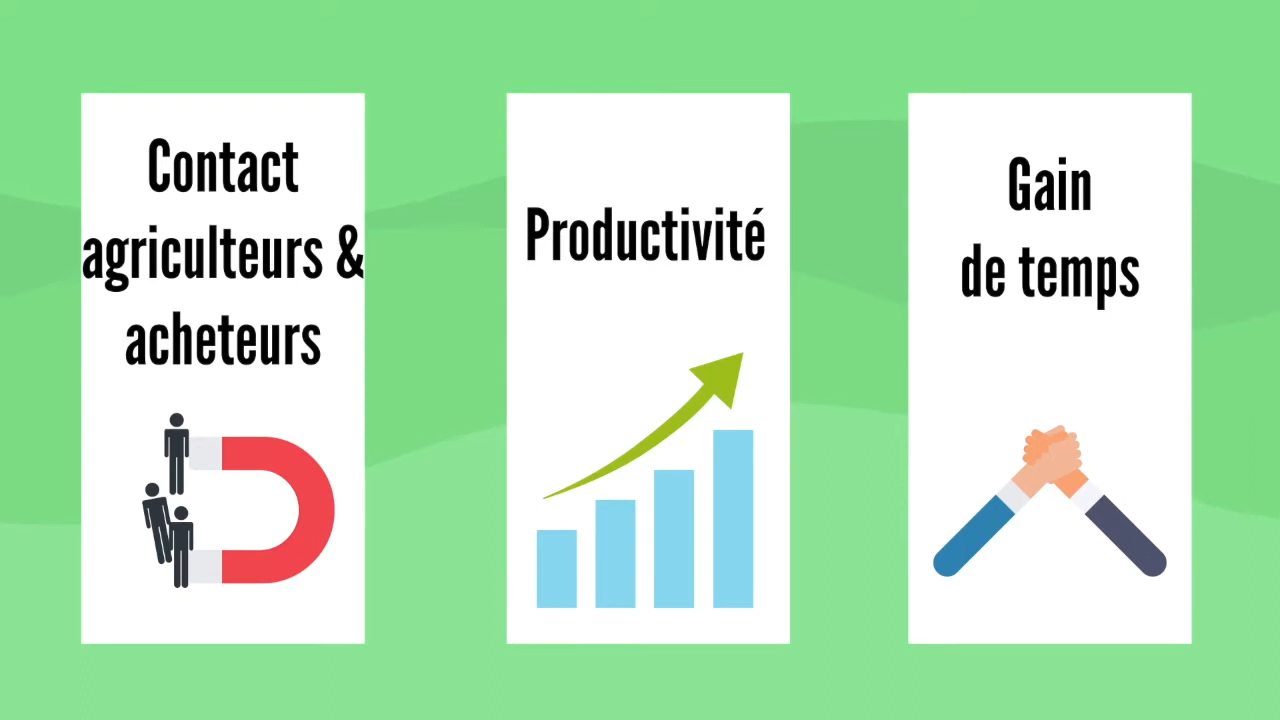 Contact
agriculteurs &
acheteurs
Productivité
Gain
de temps